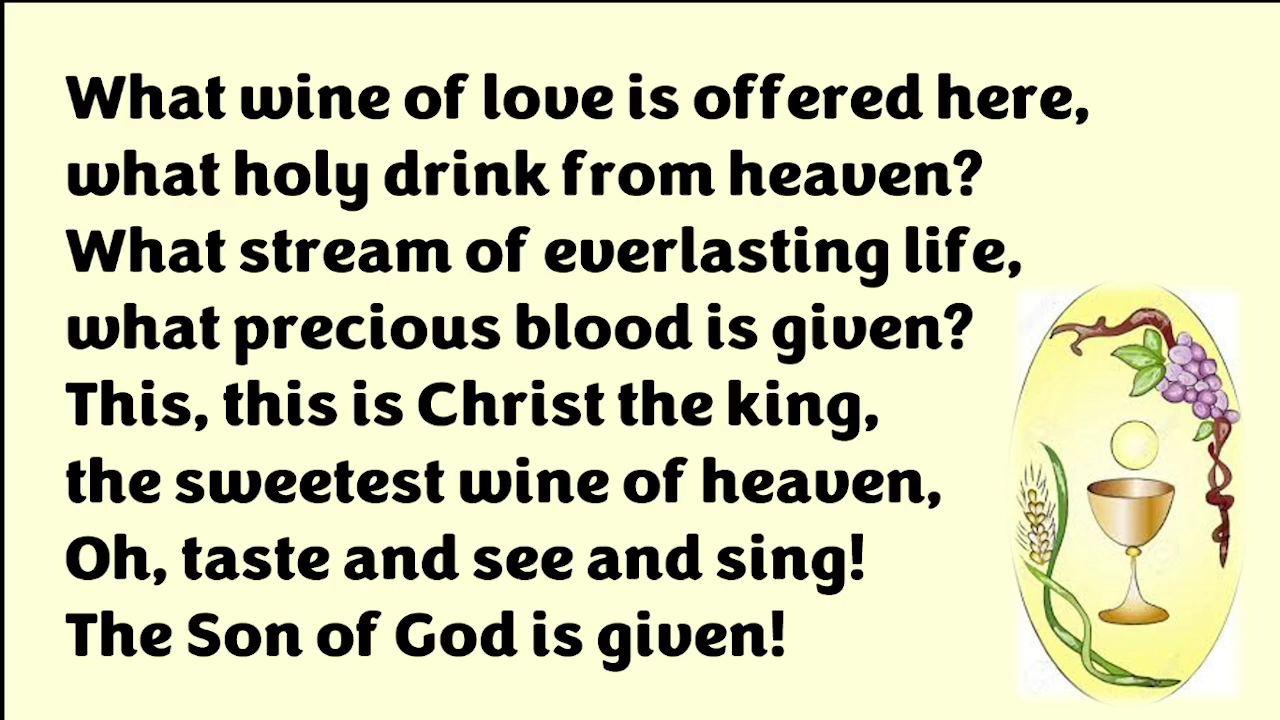 What wine of love is offered here,
what holy drink from heaven?
What stream of everlasting life,
what precious blood is given?
This, this is Christ the king,
the sweetest wine of heaven,
Oh, taste and see and sing!
The Son of God is given!